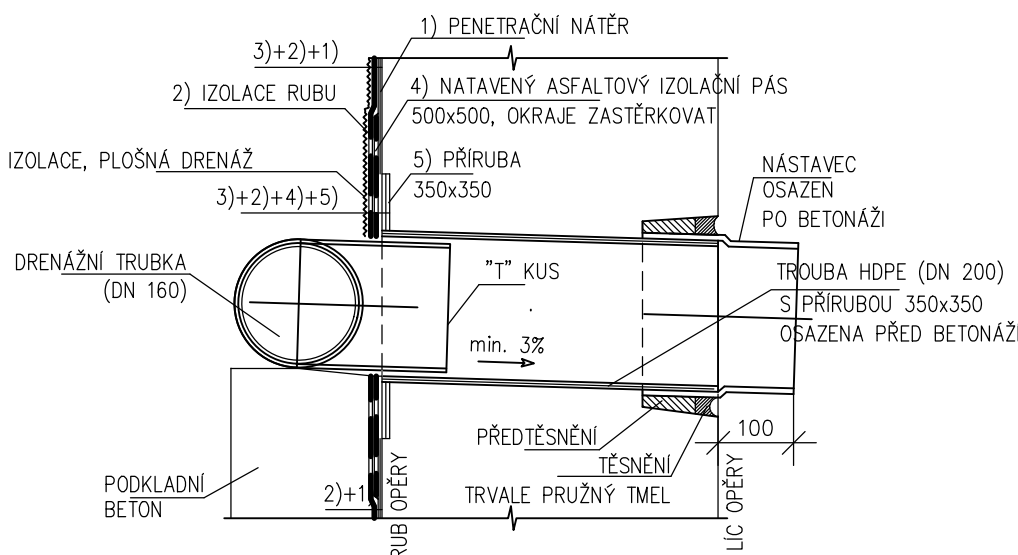 1) PENETRAČNÍ NÁTĚR
3)+2)+1)
4) NATAVENÝ ASFALTOVÝ IZOLAČNÍ PÁS
500x500, OKRAJE ZASTĚRKOVAT
2) IZOLACE RUBU
IZOLACE, PLOŠNÁ DRENÁŽ
5) PŘÍRUBA
350x350
3)+2)+4)+5)
NÁSTAVEC
OSAZEN
PO BETONÁŽI
DRENÁŽNÍ TRUBKA
(DN 160)
"T" KUS
TROUBA HDPE (DN 200)
S PŘÍRUBOU 350x350
OSAZENA PŘED BETONÁŽÍ
min. 3%
PŘEDTĚSNĚNÍ
100
TĚSNĚNÍ
TRVALE PRUŽNÝ TMEL
PODKLADNÍ
BETON
2)+1
RUB OPĚRY
LÍC OPĚRY